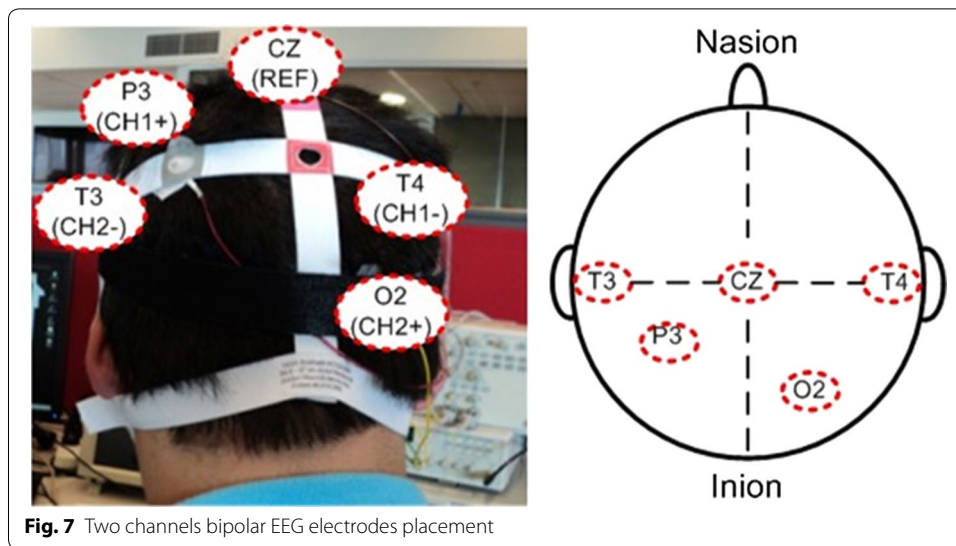 CZ
(REF)
P3
(CH1+)
T3
(CH2-)
T4
(CH1-)
O2
(CH2+)
Nasion
T3
CZ
T4
P3
O2
Inion
Fig. 7 Two channels bipolar EEG electrodes placement